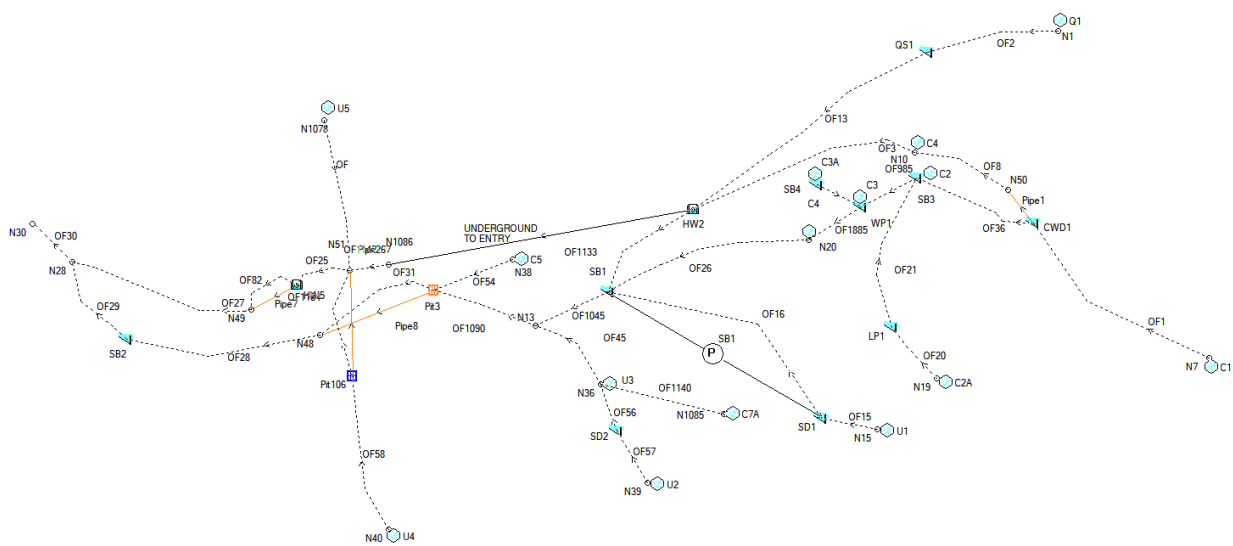 Q1
N1
OF2
QS1
U5
N1078
OF13
OF3
C4
N10
OF985
OF8
C3A
C3
C2
N50
OF
SB4
C4
WP1
SB3
Pipe1
CWD1
OF36
HW2
OF1885
N20
N30
OF30
UNDERGROUND
TO ENTRY
N51
N1086
OF1133
C5
N38
N28
OF25
OF31
OF54
OF26
OF21
OF82
SB1
OF29
OF27
Pipe7
N49
Pit3
OF1045
OF16
OF1
N13
SB2
OF28
N48
Pipe8
OF1090
OF45
SB1
P
LP1
Pit106
U3
N36
OF1140
OF20
N19
C2A
N7
C1
N1085
C7A
OF56
SD2
SD1
OF15
N15
U1
OF58
OF57
N39
U2
N40
U4